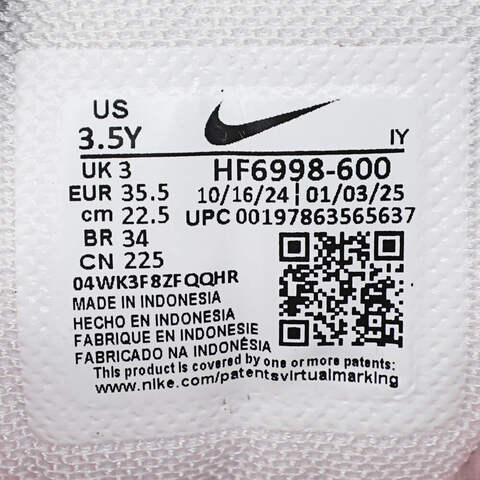 US
3.5Y
IY
UK 3
HF6998-600
EUR 35.5
10/16/24 | 01/03/25
cm 22.5
UPC 00197863565637
BR 34
CN 225
04WK3F8ZFQQHR
MADE IN INDONESIA
HECHO EN INDONESIA
FABRIQUE EN INDONESIE
FABRICADO NA INDONÉSIA
This product is covered by one or more patents:
www.nike.com/patentsvirtualmarking